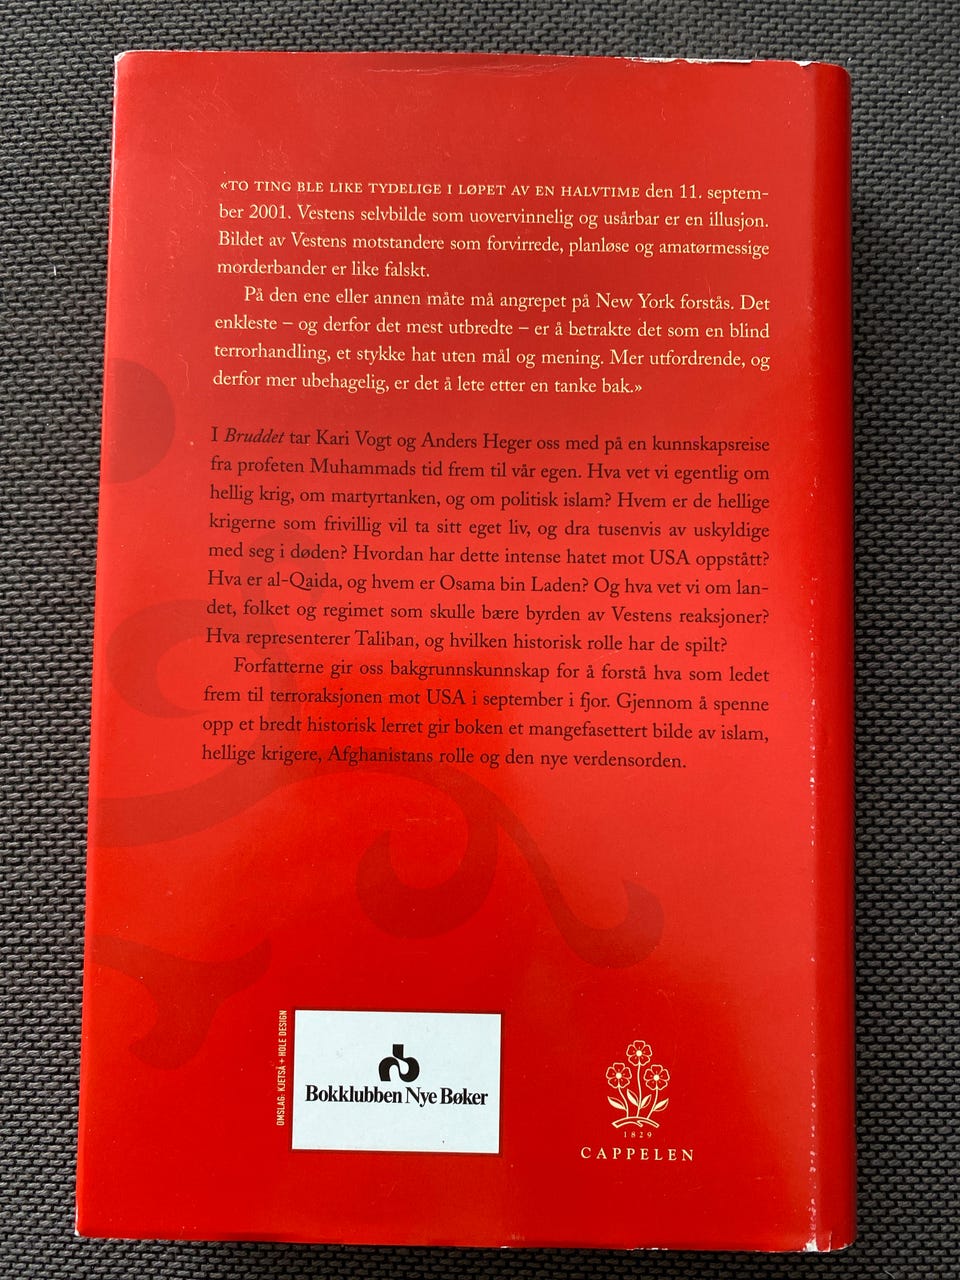 «TO TING BLE LIKE TYDELIGE I LØPET AV EN HALVTIME den 11. septem-
ber 2001. Vestens selvbilde som uovervinnelig og usårbar er en illusjon.
Bildet av Vestens motstandere som forvirrede, planløse og amatørmessige
morderbander er like falskt.
På den ene eller annen måte må angrepet på New York forstås. Det
enkleste – og derfor det mest utbredte – er å betrakte det som en blind
terrorhandling, et stykke hat uten mål og mening. Mer utfordrende, og
derfor mer ubehagelig, er det å lete etter en tanke bak.»
I Bruddet tar Kari Vogt og Anders Heger oss med på en kunnskapsreise
fra profeten Muhammads tid frem til vår egen. Hva vet vi egentlig om
hellig krig, om martyrtanken, og om politisk islam? Hvem er de hellige
krigerne som frivillig vil ta sitt eget liv, og dra tusenvis av uskyldige
med seg i døden? Hvordan har dette intense hatet mot USA oppstått?
Hva er al-Qaida, og hvem er Osama bin Laden? Og hva vet vi om lan-
det, folket og regimet som skulle bære byrden av Vestens reaksjoner?
Hva representerer Taliban, og hvilken historisk rolle har de spilt?
Forfatterne gir oss bakgrunnskunnskap for å forstå hva som ledet
frem til terroraksjonen mot USA i september i fjor. Gjennom å spenne
opp et bredt historisk lerret gir boken et mangefasettert bilde av islam,
hellige krigere, Afghanistans rolle og den nye verdensorden.
OMSLAG: KJETSÅ + HOLE DESIGN
Bokklubben Nye Bøker
1829
CAPPELEN